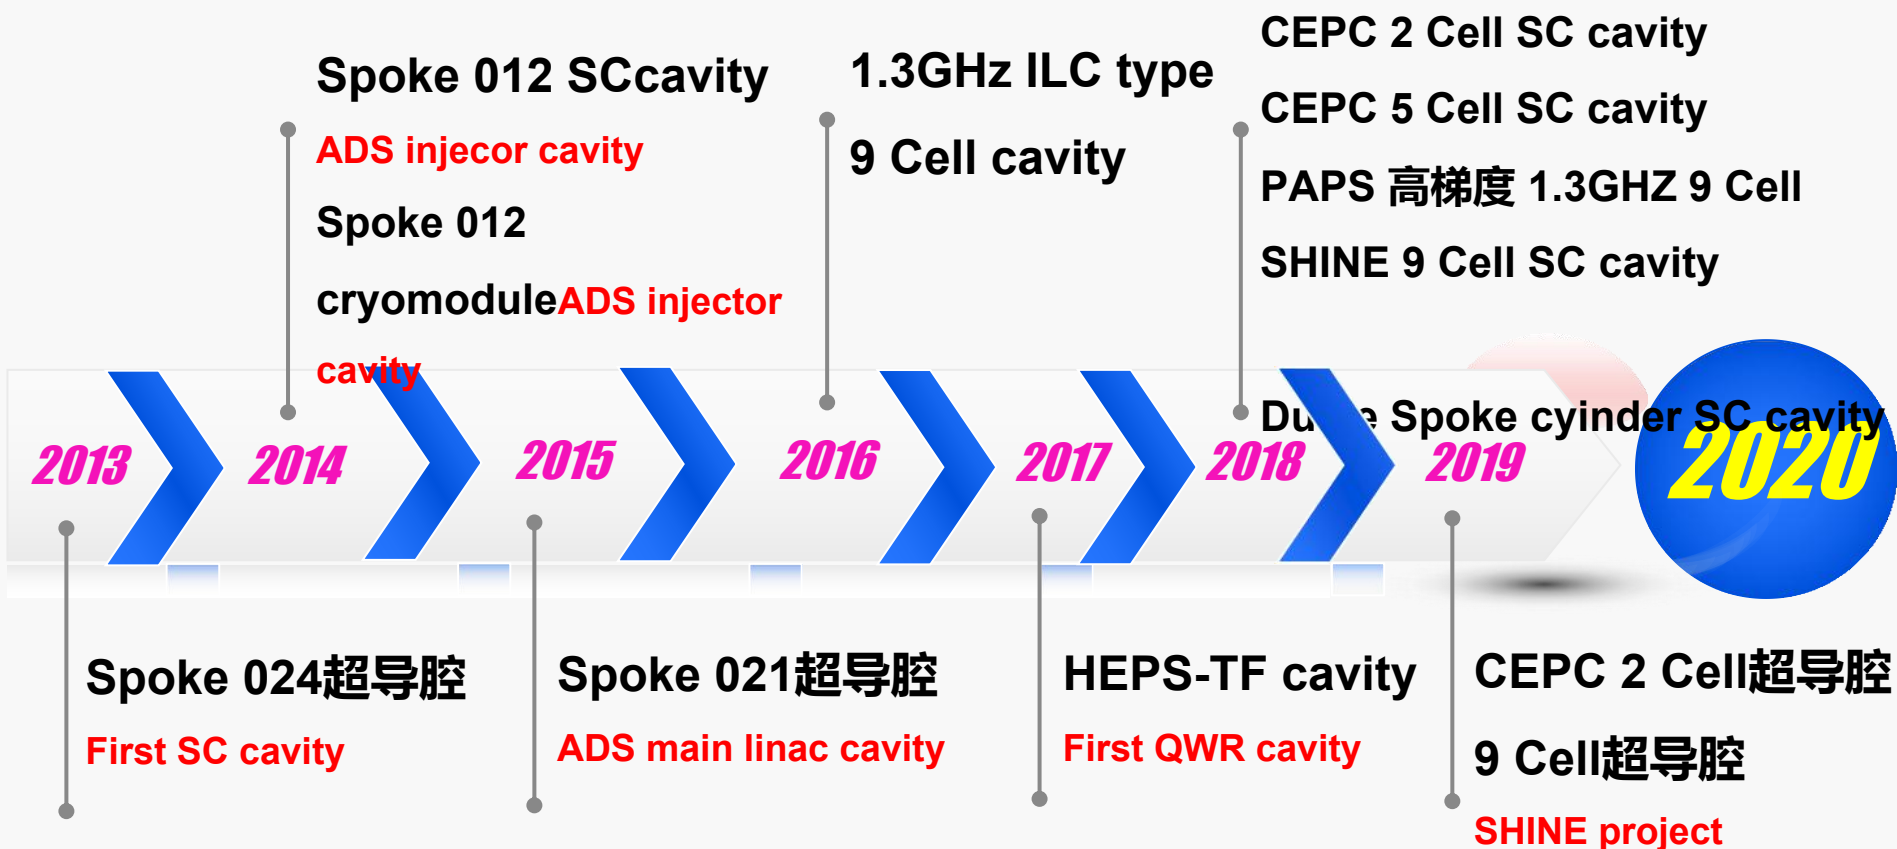 Spoke 012 SCcavity
ADS injecor cavity
Spoke 012
cryomoduleADS injector
cavity
1.3GHz ILC type
9 Cell cavity
CEPC 2 Cell SC cavity
CEPC 5 Cell SC cavity
PAPS 高梯度 1.3GHZ 9 Cell
SHINE 9 Cell SC cavity
Spoke cyinder SC cavity
2013
2014
2015
2016
2017
2018
2019
2020
Spoke 024超导腔
First SC cavity
Spoke 021超导腔
ADS main linac cavity
HEPS-TF cavity
First QWR cavity
CEPC 2 Cell超导腔
9 Cell超导腔
SHINE project